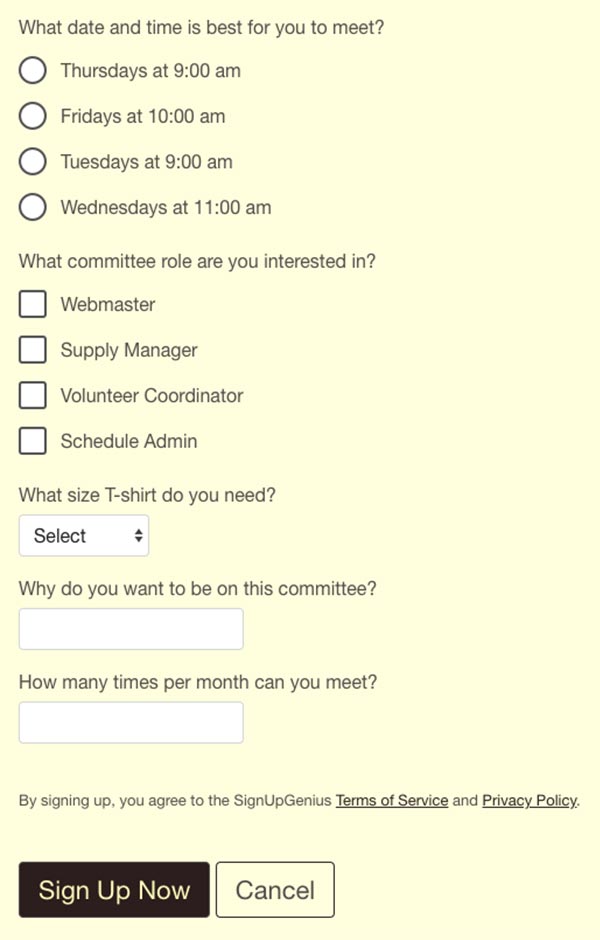 What date and time is best for you to meet?
Thursdays at 9:00 am
Fridays at 10:00 am
Tuesdays at 9:00 am
Wednesdays at 11:00 am
What committee role are you interested in?
Webmaster
Supply Manager
Volunteer Coordinator
Schedule Admin
What size T-shirt do you need?
Select
Why do you want to be on this committee?
How many times per month can you meet?
By signing up, you agree to the SignUpGenius Terms of Service and Privacy Policy.
Sign Up Now Cancel